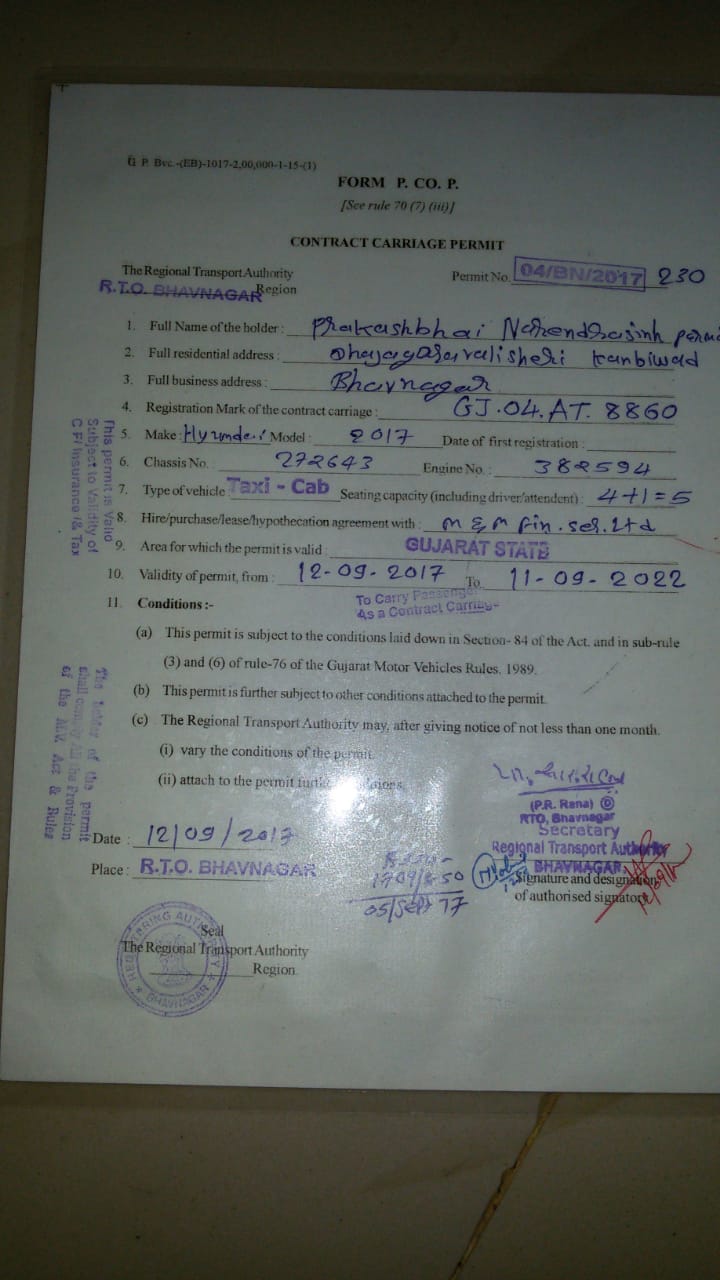 G. P. Bvc.-(EB)-1017-2,00,000-1-15-(1)
FORM P. CO. P.
[See rule 70 (7) (iii)]
CONTRACT CARRIAGE PERMIT
The Regional Transport Authority
R.T.O. BHAVNAGAR Region
Permit No. 04/BN/2017 230
1. Full Name of the holder : Prakashbhai Narendrasinh
2. Full residential address : kanbiwad
3. Full business address : Bhavnagar
4. Registration Mark of the contract carriage : GJ.04.AT. 8860
5. Make : Hyundai Model : 2017 Date of first registration :
6. Chassis No. 272643 Engine No. : 382594
7. Type of vehicle Taxi - Cab Seating capacity (including driver/attendent) : 4+1=5
8. Hire/purchase/lease/hypothecation agreement with : M & M Fin. ser. Ltd
9. Area for which the permit is valid : GUJARAT STATE
10. Validity of permit, from : 12-09-2017 To 11-09-2022
To Carry Passenger
As a Contract Carriag-
11. Conditions :-
(a) This permit is subject to the conditions laid down in Section- 84 of the Act. and in sub-rule
(3) and (6) of rule-76 of the Gujarat Motor Vehicles Rules. 1989.
(b) This permit is further subject to other conditions attached to the permit.
(c) The Regional Transport Authority may, after giving notice of not less than one month.
(i) vary the conditions of the permit.
(ii) attach to the permit further
This permit is Valid
Subject to Validity of
C F/ Insurance & Tax
The holder of the permit
shall comply all the Provision
of the M.V. Act & Rules
Date : 12/09/2017
Place : R.T.O. BHAVNAGAR
05/Sep/17
(P.R. Rana)
RTO, Bhavnagar
Secretary
Regional Transport Authority
BHAVNAGAR
Signature and designation
of authorised signatory
Seal
The Regional Transport Authority
Region.
REGISTERING AUTHORITY
BHAVNAGAR